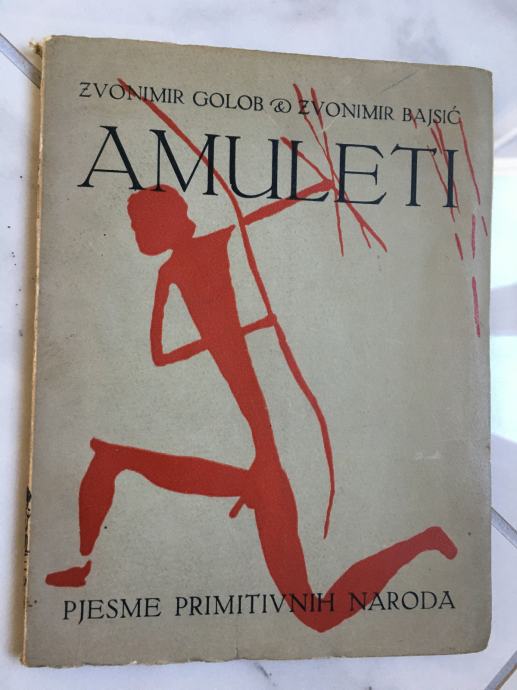 ZVONIMIR GOLOB & ZVONIMIR BAJSIĆ
AMULETI
PJESME PRIMITIVNIH NARODA